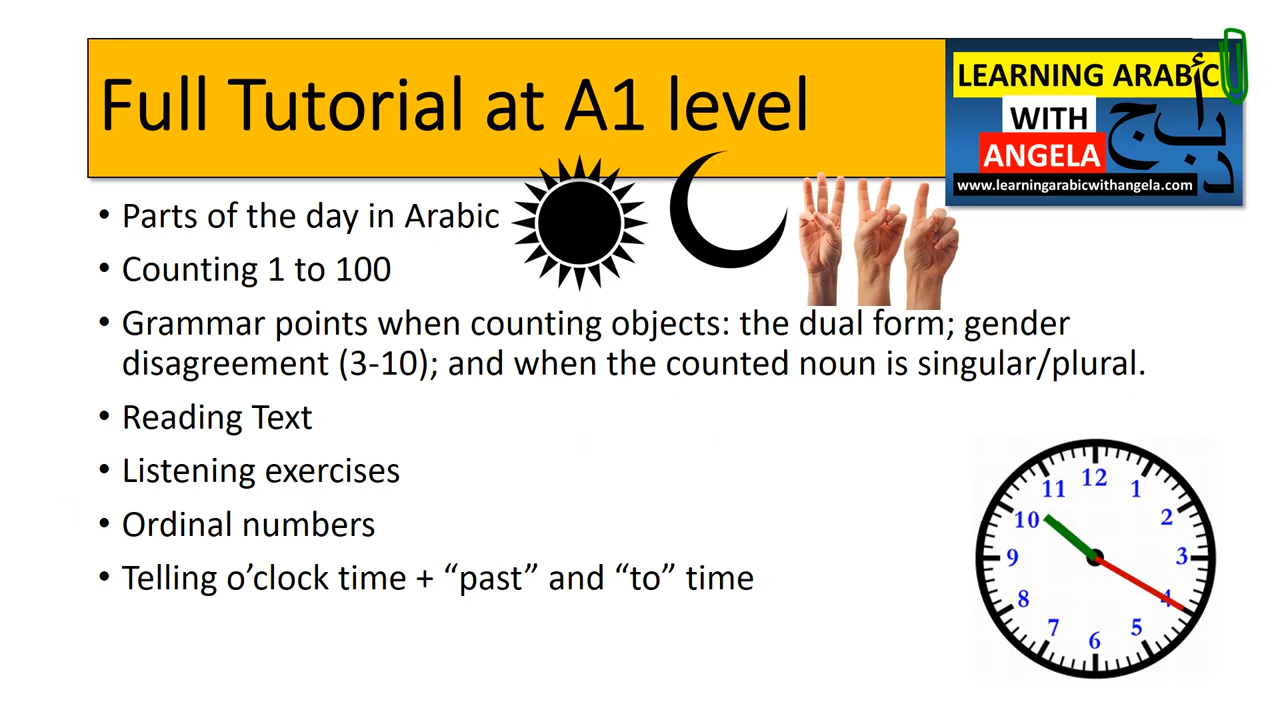 Full Tutorial at A1 level
LEARNING ARABIC
WITH
ANGELA
www.learningarabicwithangela.com
أ ب ج د
• Parts of the day in Arabic
• Counting 1 to 100
• Grammar points when counting objects: the dual form; gender
disagreement (3-10); and when the counted noun is singular/plural.
• Reading Text
• Listening exercises
• Ordinal numbers
• Telling o’clock time + “past” and “to” time
12
1
2
3
4
5
6
7
8
9
10
11